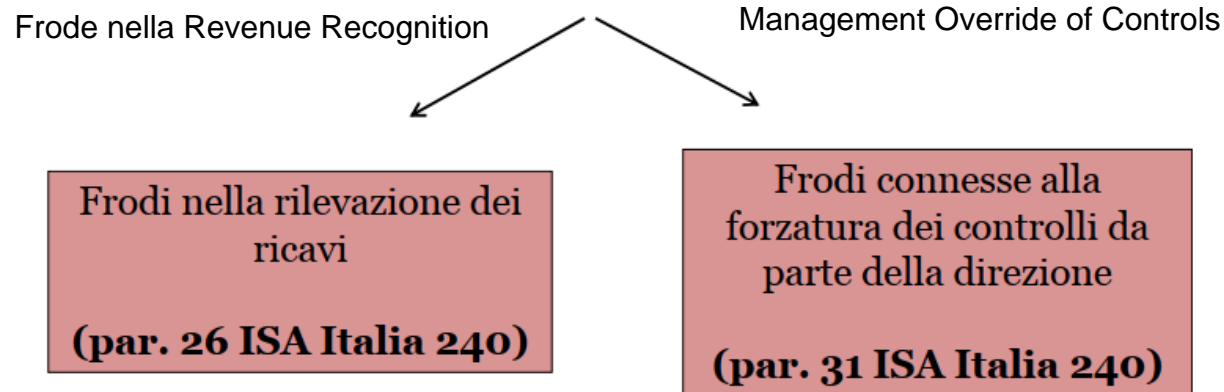 Frode nella Revenue Recognition
Management Override of Controls
Frodi nella rilevazione dei
ricavi
(par. 26 ISA Italia 240)
Frodi connesse alla
forzatura dei controlli da
parte della direzione
(par. 31 ISA Italia 240)